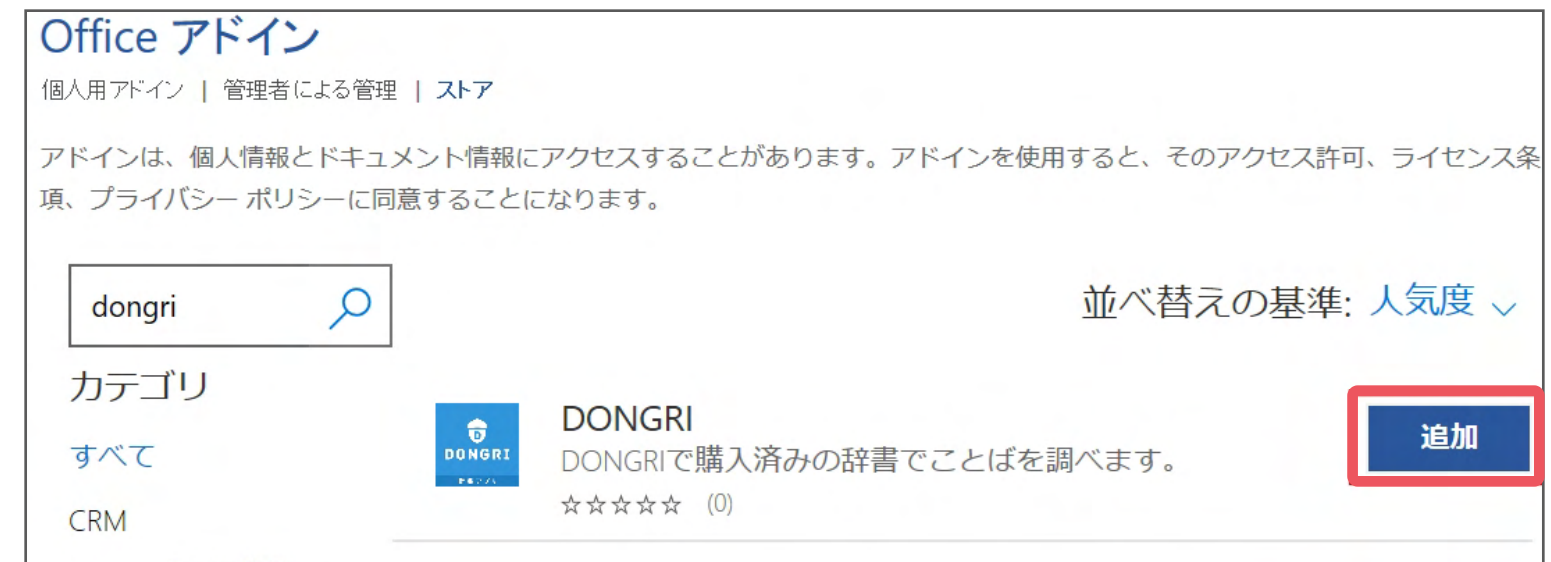 Office アドイン
個人用アドイン | 管理者による管理 | ストア
アドインは、個人情報とドキュメント情報にアクセスすることがあります。アドインを使用すると、そのアクセス許可、ライセンス条
項、プライバシー ポリシーに同意することになります。
dongri
並べ替えの基準: 人気度
カテゴリ
すべて
CRM
D
DONGRI
DONGRI
DONGRIで購入済みの辞書でことばを調べます。
☆☆☆☆☆ (0)
追加